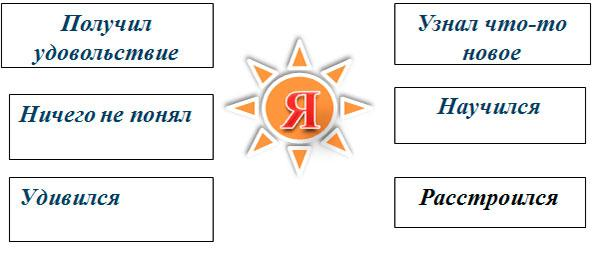 Получил
удовольствие
Ничего не понял
Удивился
Я
Узнал что-то
новое
Научился
Расстроился